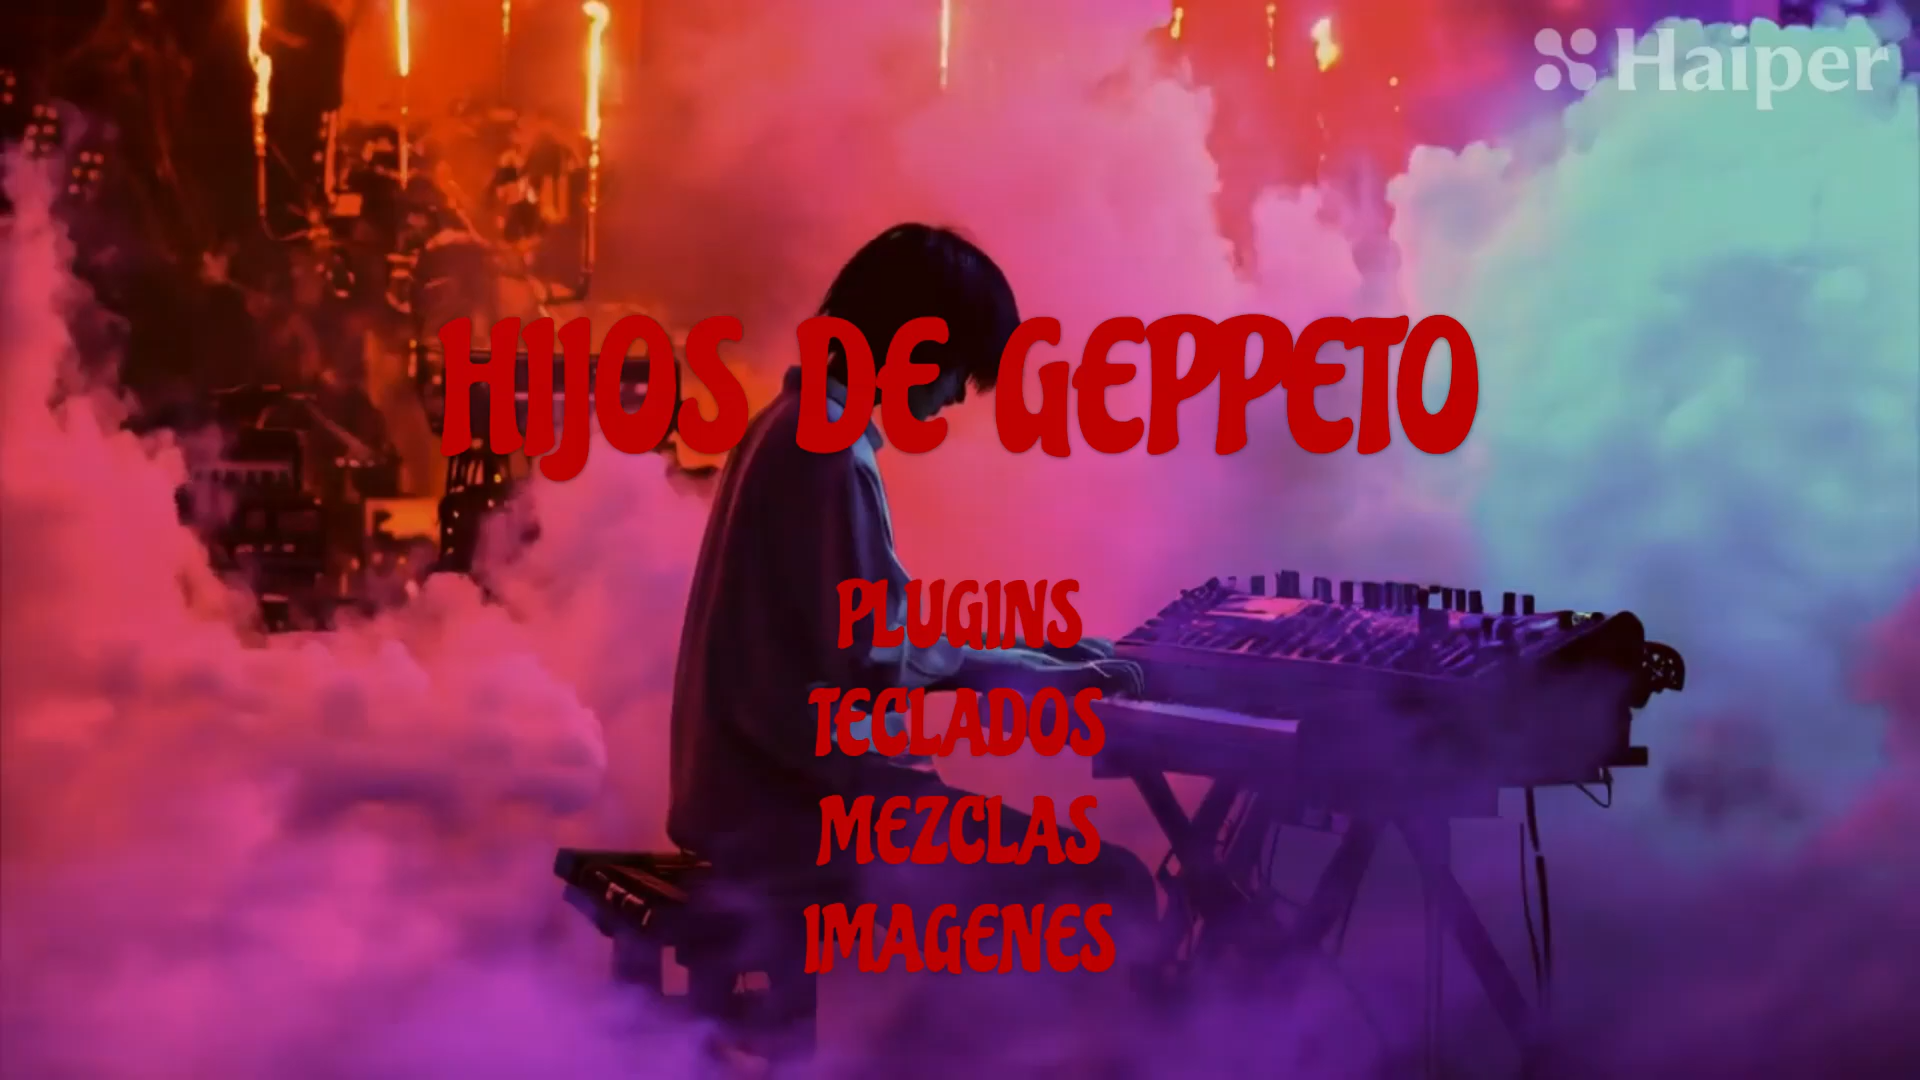 Haiper
HIJOS DE GEPPETO
PLUGINS
TECLADOS
MEZCLAS
IMAGENES